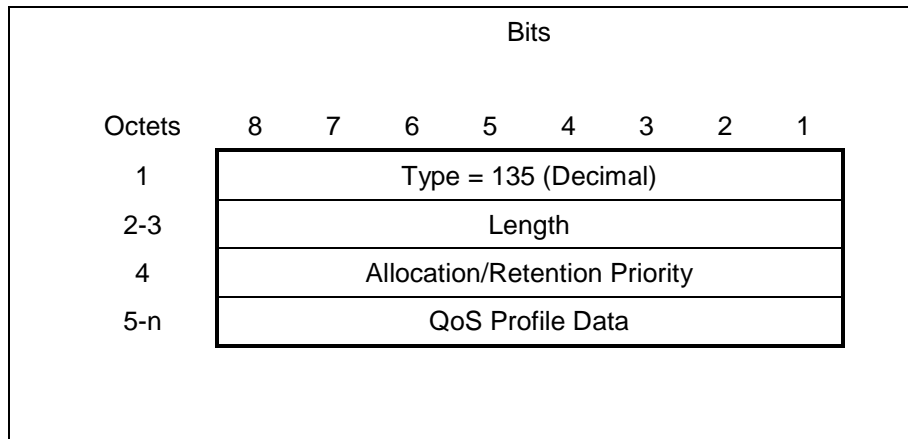 Bits
Octets 8 7 6 5 4 3 2 1
1 Type = 135 (Decimal)
2-3 Length
4 Allocation/Retention Priority
5-n QoS Profile Data